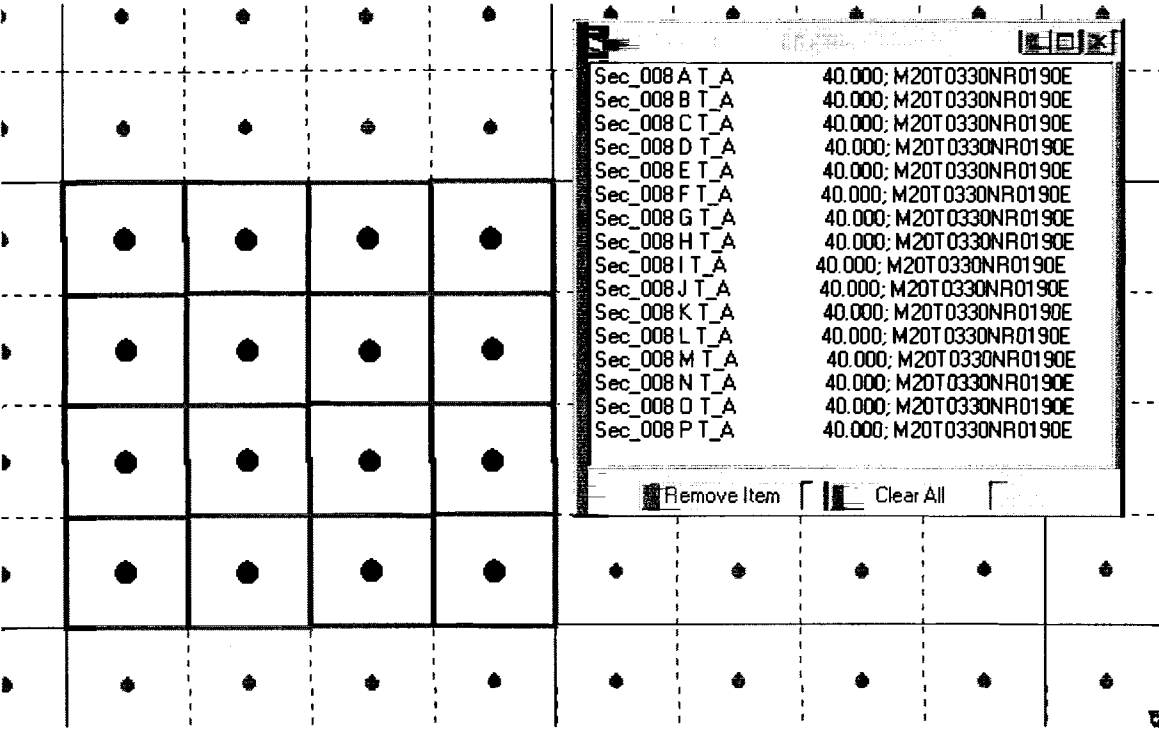 Sec_008 A T_A 40.000; M20T0330NR0190E
Sec_008 B T_A 40.000; M20T0330NR0190E
Sec_008 C T_A 40.000; M20T0330NR0190E
Sec_008 D T_A 40.000; M20T0330NR0190E
Sec_008 E T_A 40.000; M20T0330NR0190E
Sec_008 F T_A 40.000; M20T0330NR0190E
Sec_008 G T_A 40.000; M20T0330NR0190E
Sec_008 H T_A 40.000; M20T0330NR0190E
Sec_008 I T_A 40.000; M20T0330NR0190E
Sec_008 J T_A 40.000; M20T0330NR0190E
Sec_008 K T_A 40.000; M20T0330NR0190E
Sec_008 L T_A 40.000; M20T0330NR0190E
Sec_008 M T_A 40.000; M20T0330NR0190E
Sec_008 N T_A 40.000; M20T0330NR0190E
Sec_008 O T_A 40.000; M20T0330NR0190E
Sec_008 P T_A 40.000; M20T0330NR0190E
Remove Item Clear All